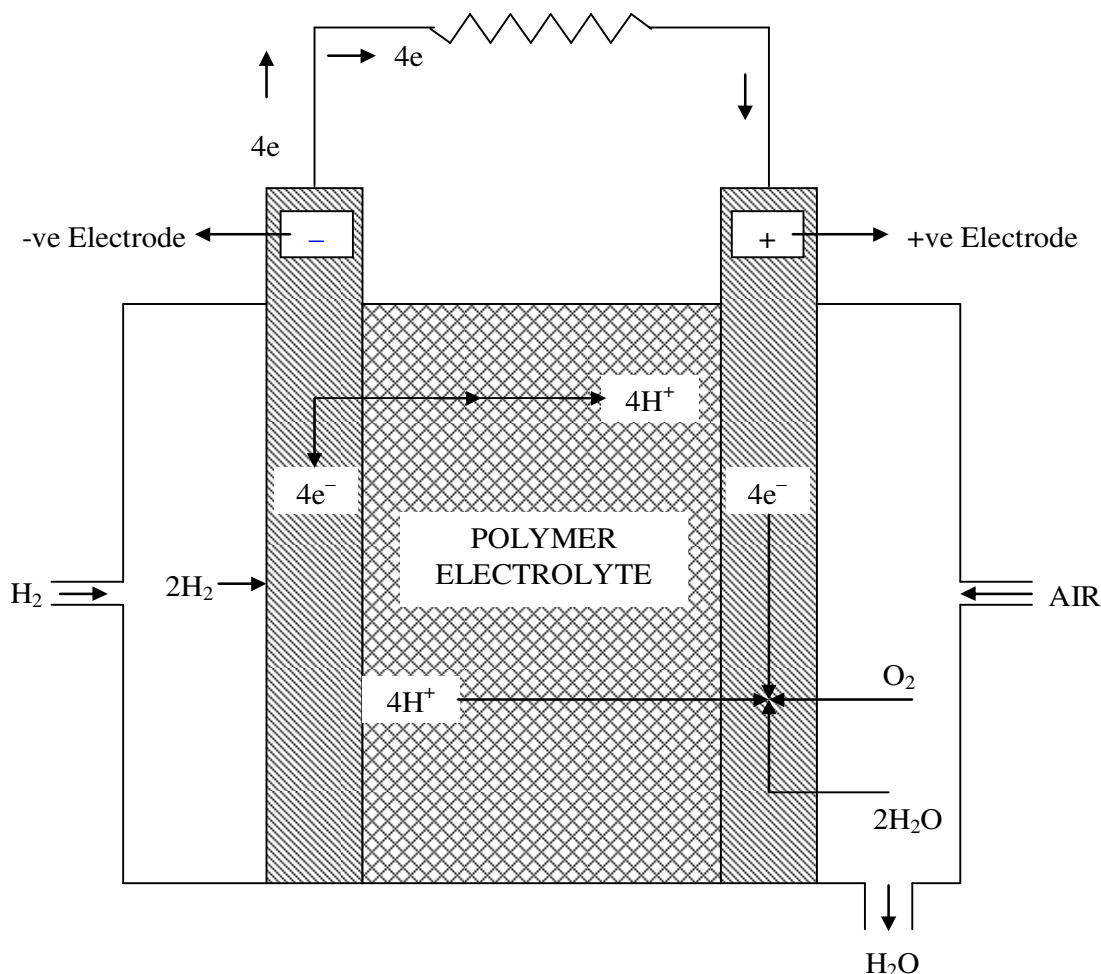 4e
4e
-ve Electrode
–
+
+ve Electrode
4H⁺
4e⁻
4e⁻
POLYMER
ELECTROLYTE
H₂
2H₂
AIR
4H⁺
O₂
2H₂O
H₂O